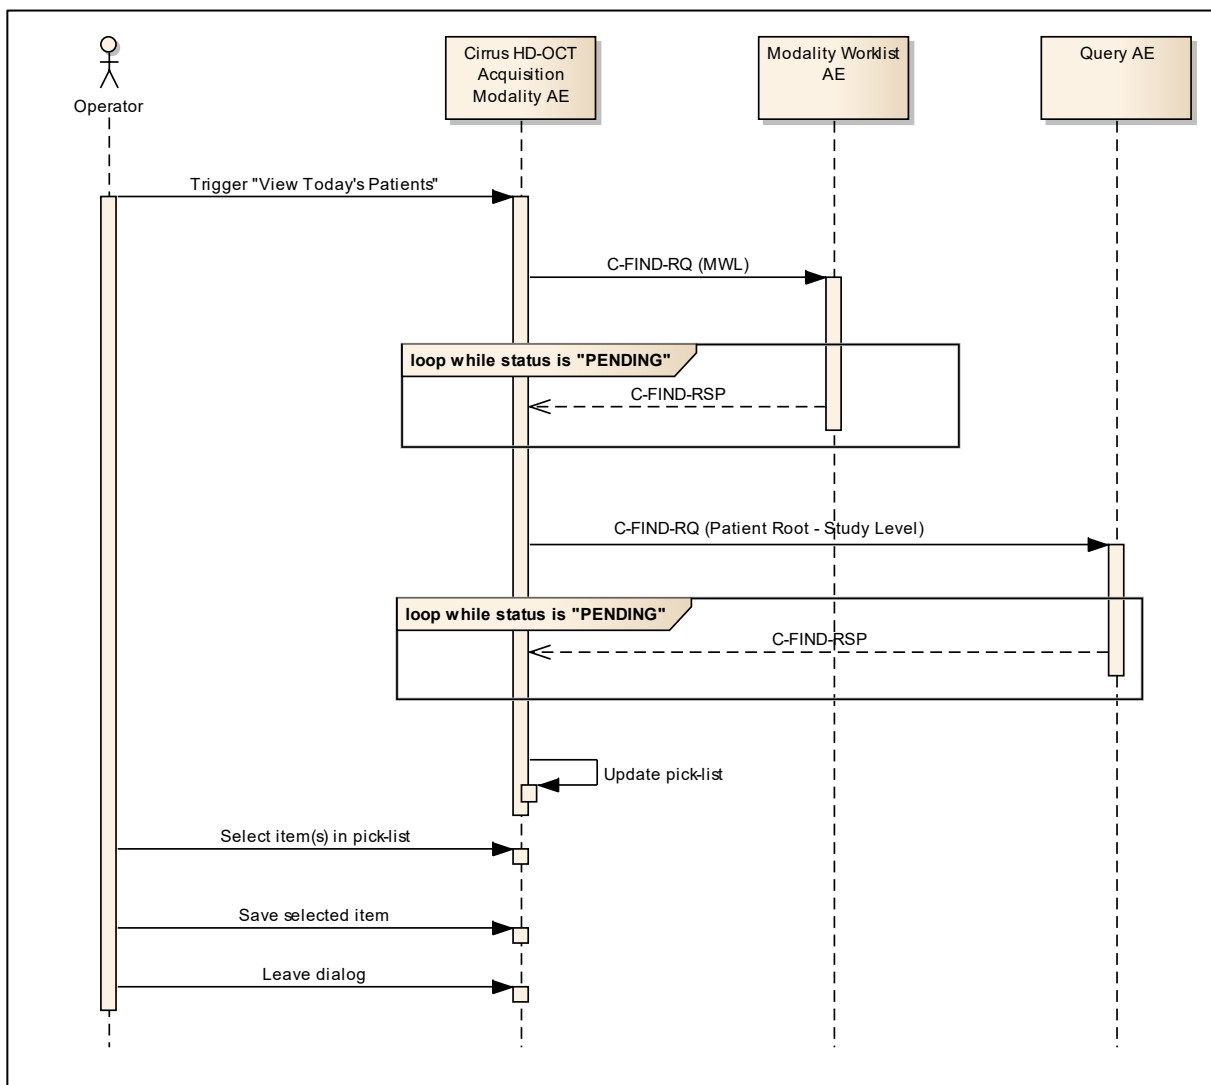 Operator
Cirrus HD-OCT
Acquisition
Modality AE
Modality Worklist
AE
Query AE
Trigger "View Today's Patients"
C-FIND-RQ (MWL)
loop while status is "PENDING"
C-FIND-RSP
C-FIND-RQ (Patient Root - Study Level)
loop while status is "PENDING"
C-FIND-RSP
Update pick-list
Select item(s) in pick-list
Save selected item
Leave dialog